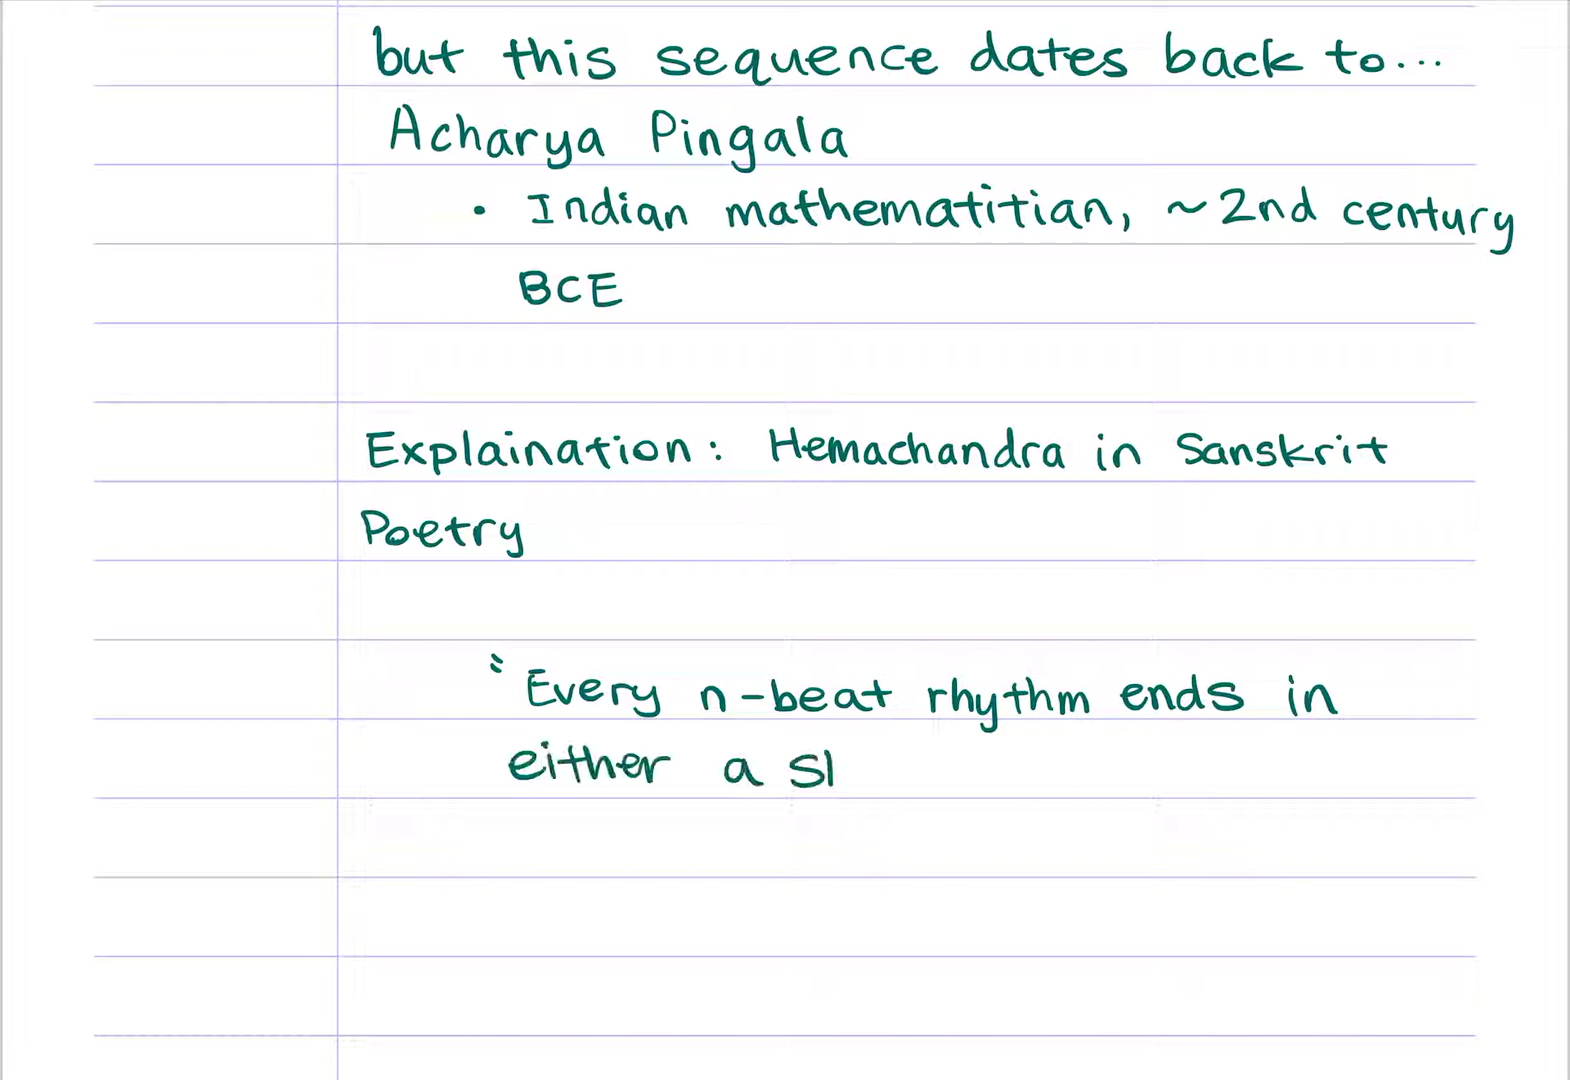 but this sequence dates back to...
Acharya Pingala
• Indian mathematitian, ~2nd century
BCE
Explaination: Hemachandra in Sanskrit
Poetry
"Every n-beat rhythm ends in
either a sl